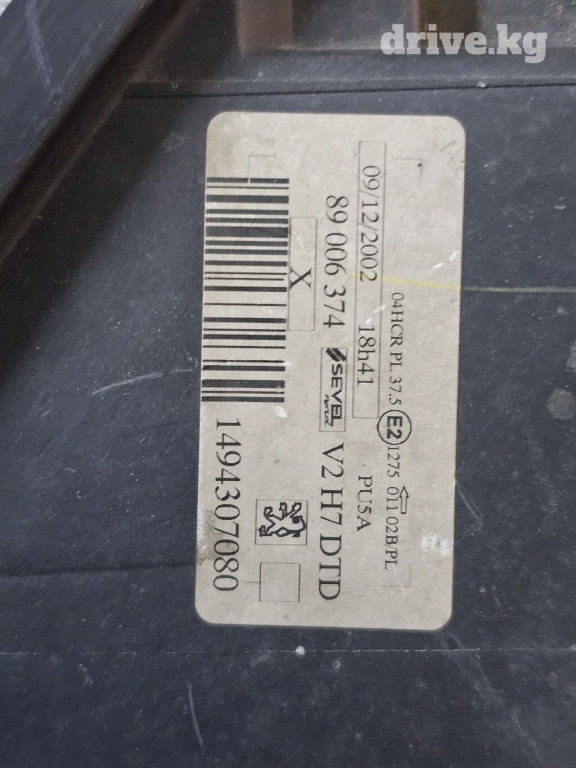 drive.kg
04HCR PL 37.5 E2 1275 011 02B/PL
09/12/2002 18h41 PU5A
89 006 374 SEVEL V2 H7 DTD
X
1494307080